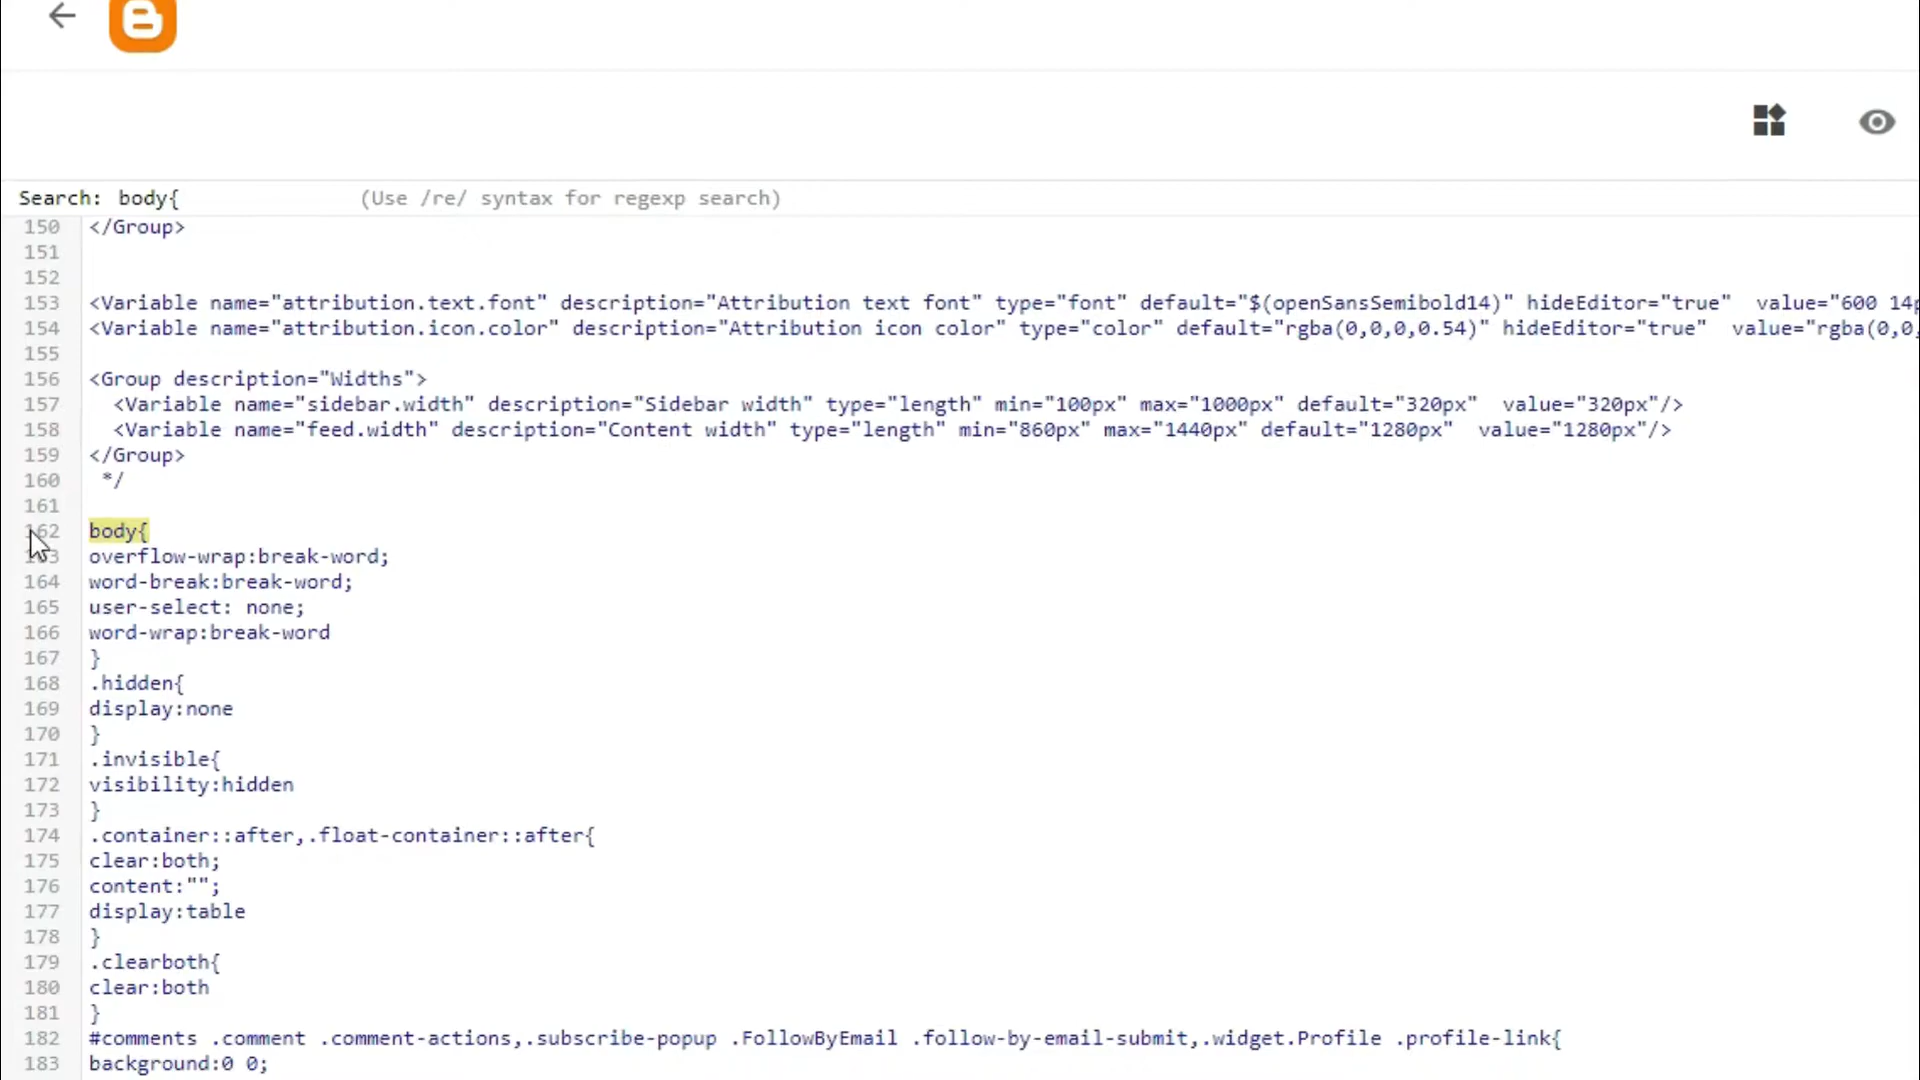 Search: body{ (Use /re/ syntax for regexp search)
150 </Group>
151
152
153 <Variable name="attribution.text.font" description="Attribution text font" type="font" default="$(openSansSemibold14)" hideEditor="true"  value="600 14p
154 <Variable name="attribution.icon.color" description="Attribution icon color" type="color" default="rgba(0,0,0,0.54)" hideEditor="true"  value="rgba(0,0,
155
156 <Group description="Widths">
157   <Variable name="sidebar.width" description="Sidebar width" type="length" min="100px" max="1000px" default="320px"  value="320px"/>
158   <Variable name="feed.width" description="Content width" type="length" min="860px" max="1440px" default="1280px"  value="1280px"/>
159 </Group>
160  */
161
162 body{
163 overflow-wrap:break-word;
164 word-break:break-word;
165 user-select: none;
166 word-wrap:break-word
167 }
168 .hidden{
169 display:none
170 }
171 .invisible{
172 visibility:hidden
173 }
174 .container::after,.float-container::after{
175 clear:both;
176 content:"";
177 display:table
178 }
179 .clearboth{
180 clear:both
181 }
182 #comments .comment .comment-actions,.subscribe-popup .FollowByEmail .follow-by-email-submit,.widget.Profile .profile-link{
183 background:0 0;